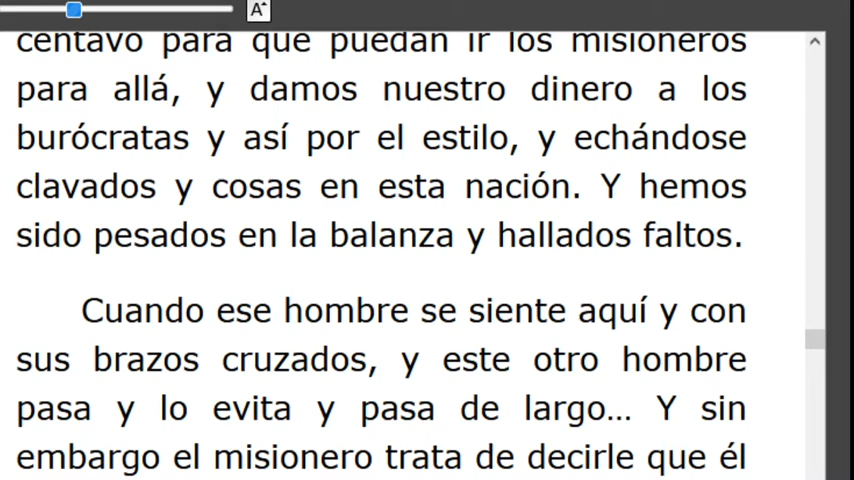 A
centavo para que puedan ir los misioneros
para allá, y damos nuestro dinero a los
burócratas y así por el estilo, y echándose
clavados y cosas en esta nación. Y hemos
sido pesados en la balanza y hallados faltos.
Cuando ese hombre se siente aquí y con
sus brazos cruzados, y este otro hombre
pasa y lo evita y pasa de largo… Y sin
embargo el misionero trata de decirle que él